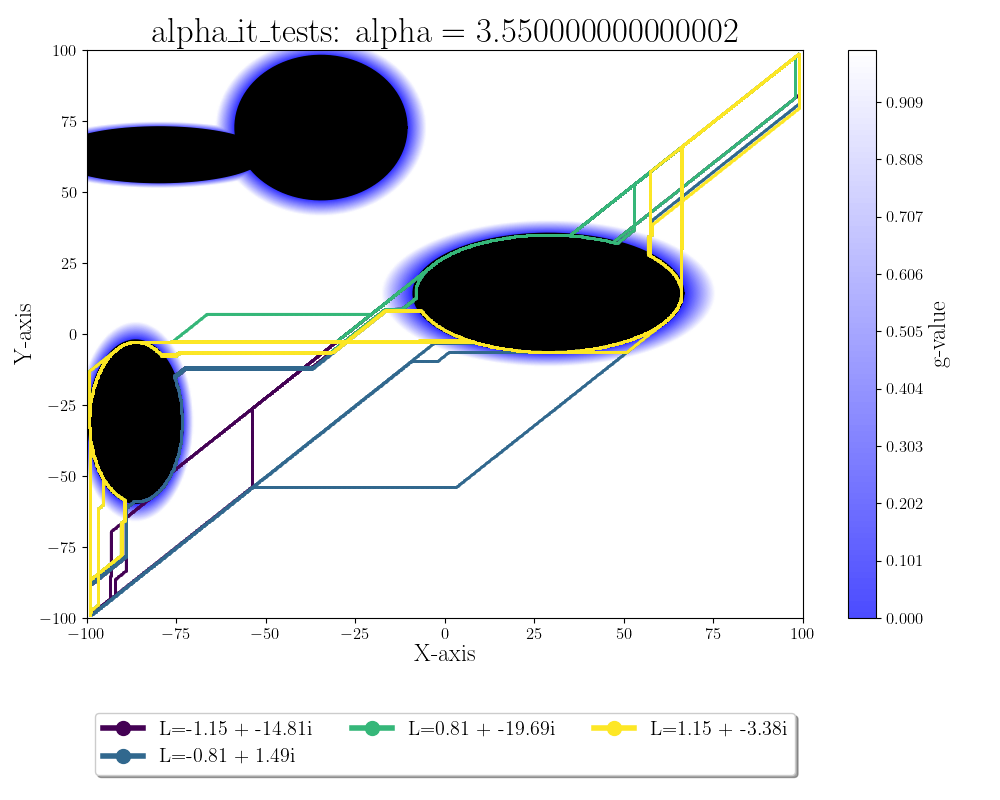 alpha_it_tests: alpha = 3.550000000000002
100
75
50
25
0
−25
−50
−75
−100
Y-axis
−100 −75 −50 −25 0 25 50 75 100
X-axis
0.909
0.808
0.707
0.606
0.505
0.404
0.303
0.202
0.101
0.000
g-value
L=-1.15 + -14.81i L=0.81 + -19.69i L=1.15 + -3.38i
L=-0.81 + 1.49i